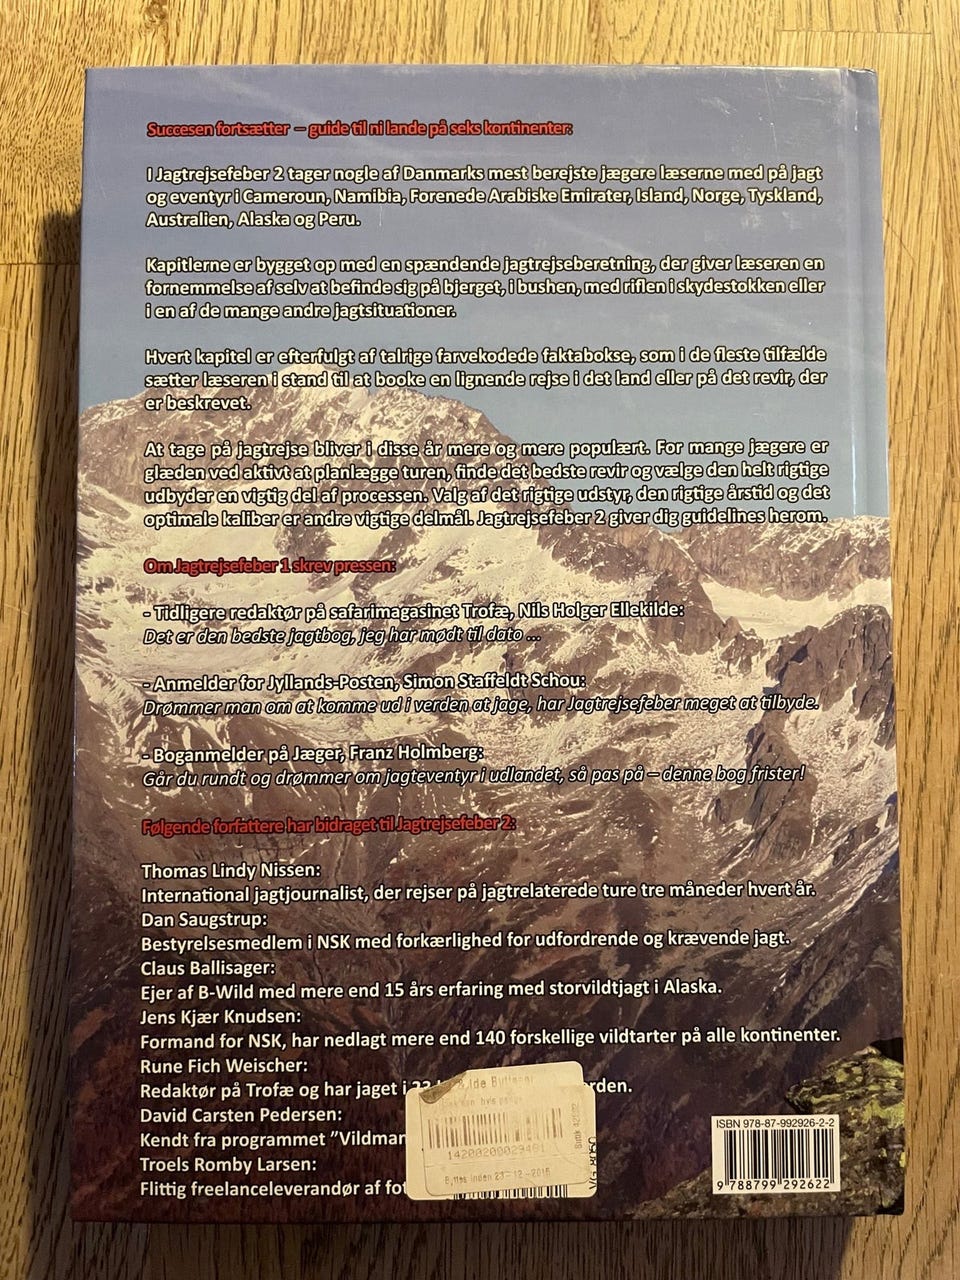 Succesen fortsætter – guide til ni lande på seks kontinenter:
I Jagtrejsefeber 2 tager nogle af Danmarks mest berejste jægere læserne med på jagt
og eventyr i Cameroun, Namibia, Forenede Arabiske Emirater, Island, Norge, Tyskland,
Australien, Alaska og Peru.
Kapitlerne er bygget op med en spændende jagtrejseberetning, der giver læseren en
fornemmelse af selv at befinde sig på bjerget, i bushen, med riflen i skydestokken eller
i en af de mange andre jagtsituationer.
Hvert kapitel er efterfulgt af talrige farvekodede faktabokse, som i de fleste tilfælde
sætter læseren i stand til at booke en lignende rejse i det land eller på det revir, der
er beskrevet.
At tage på jagtrejse bliver i disse år mere og mere populært. For mange jægere er
glæden ved aktivt at planlægge turen, finde det bedste revir og vælge den helt rigtige
udbyder en vigtig del af processen. Valg af det rigtige udstyr, den rigtige årstid og det
optimale kaliber er andre vigtige delmål. Jagtrejsefeber 2 giver dig guidelines herom.
Om Jagtrejsefeber 1 skrev pressen:
- Tidligere redaktør på safarimagasinet Trofæ, Nils Holger Ellekilde:
Det er den bedste jagtbog, jeg har mødt til dato ...
- Anmelder for Jyllands-Posten, Simon Staffeldt Schou:
Drømmer man om at komme ud i verden at jage, har Jagtrejsefeber meget at tilbyde.
- Boganmelder på Jæger, Franz Holmberg:
Går du rundt og drømmer om jagteventyr i udlandet, så pas på – denne bog frister!
Følgende forfattere har bidraget til Jagtrejsefeber 2:
Thomas Lindy Nissen:
International jagtjournalist, der rejser på jagtrelaterede ture tre måneder hvert år.
Dan Saugstrup:
Bestyrelsesmedlem i NSK med forkærlighed for udfordrende og krævende jagt.
Claus Ballisager:
Ejer af B-Wild med mere end 15 års erfaring med storvildtjagt i Alaska.
Jens Kjær Knudsen:
Formand for NSK, har nedlagt mere end 140 forskellige vildtarter på alle kontinenter.
Rune Fich Weischer:
Redaktør på Trofæ og har jaget i
David Carsten Pedersen:
Kendt fra programmet "Vildman
Troels Romby Larsen:
Flittig freelanceleverandør af fot
14200200029481
Byttes inden 23-12-2016
ISBN 978-87-992926-2-2
9 788799 292622